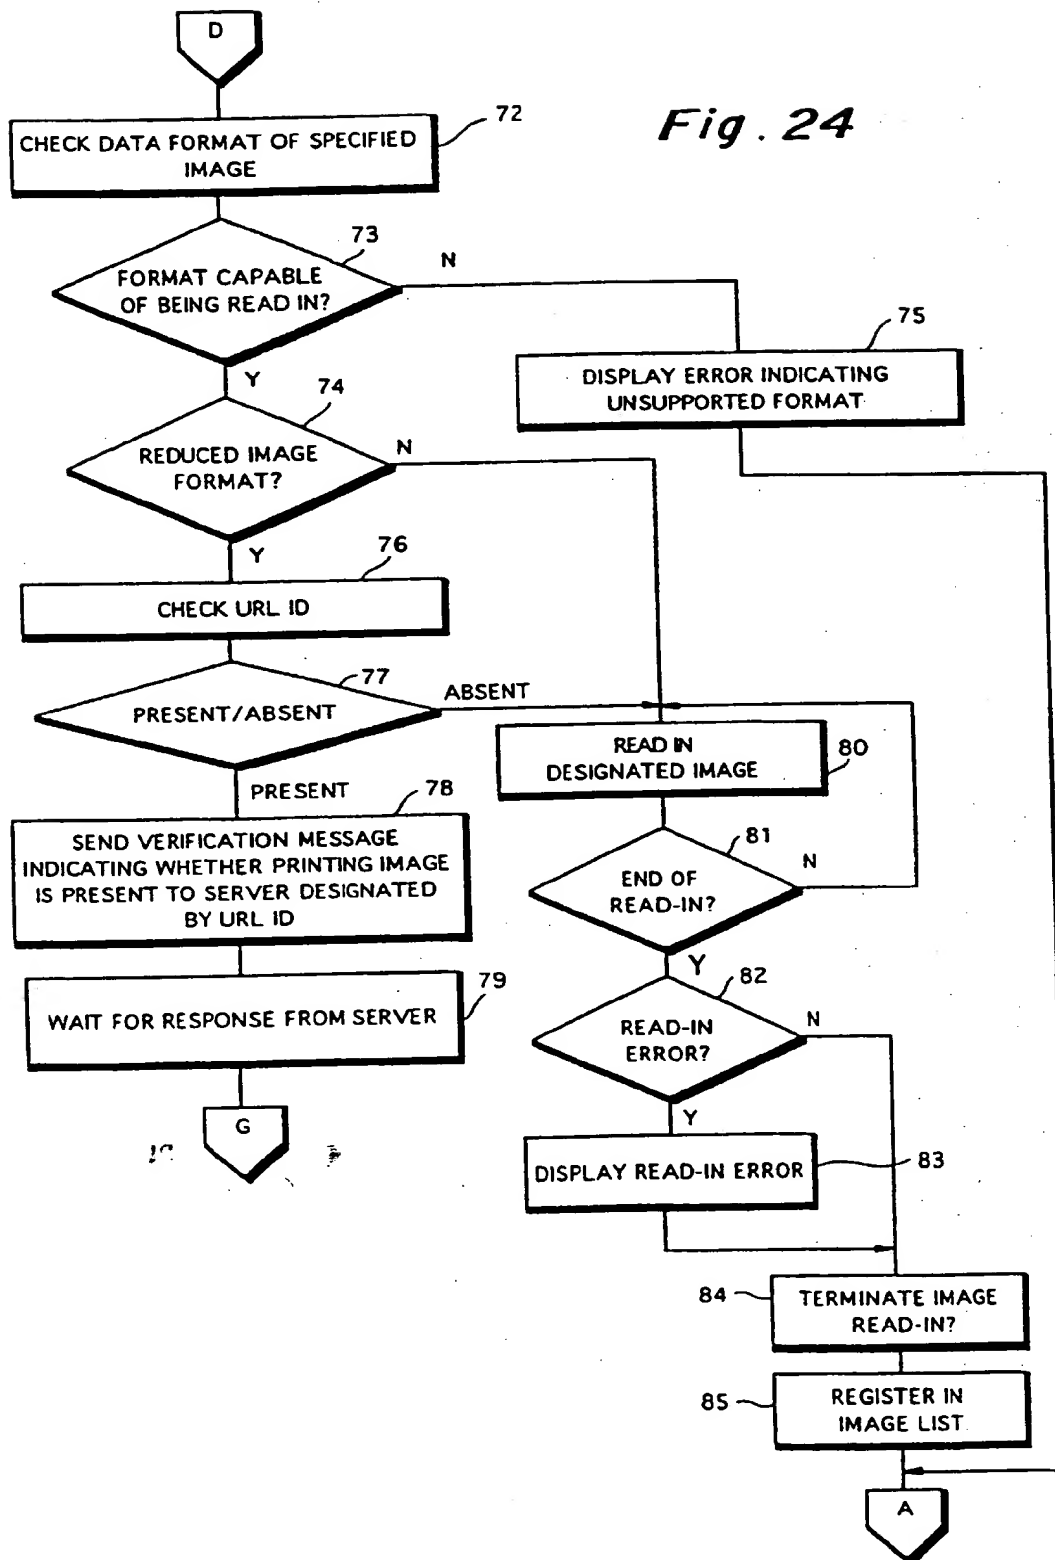 D
Fig. 24
CHECK DATA FORMAT OF SPECIFIED
IMAGE
72
73
FORMAT CAPABLE
OF BEING READ IN?
N
Y
75
DISPLAY ERROR INDICATING
UNSUPPORTED FORMAT
74
REDUCED IMAGE
FORMAT?
N
Y
76
CHECK URL ID
77
PRESENT/ABSENT
ABSENT
PRESENT
READ IN
DESIGNATED IMAGE
80
78
SEND VERIFICATION MESSAGE
INDICATING WHETHER PRINTING IMAGE
IS PRESENT TO SERVER DESIGNATED
BY URL ID
81
END OF
READ-IN?
N
Y
79
WAIT FOR RESPONSE FROM SERVER
G
82
READ-IN
ERROR?
N
Y
DISPLAY READ-IN ERROR
83
84
TERMINATE IMAGE
READ-IN?
85
REGISTER IN
IMAGE LIST
A